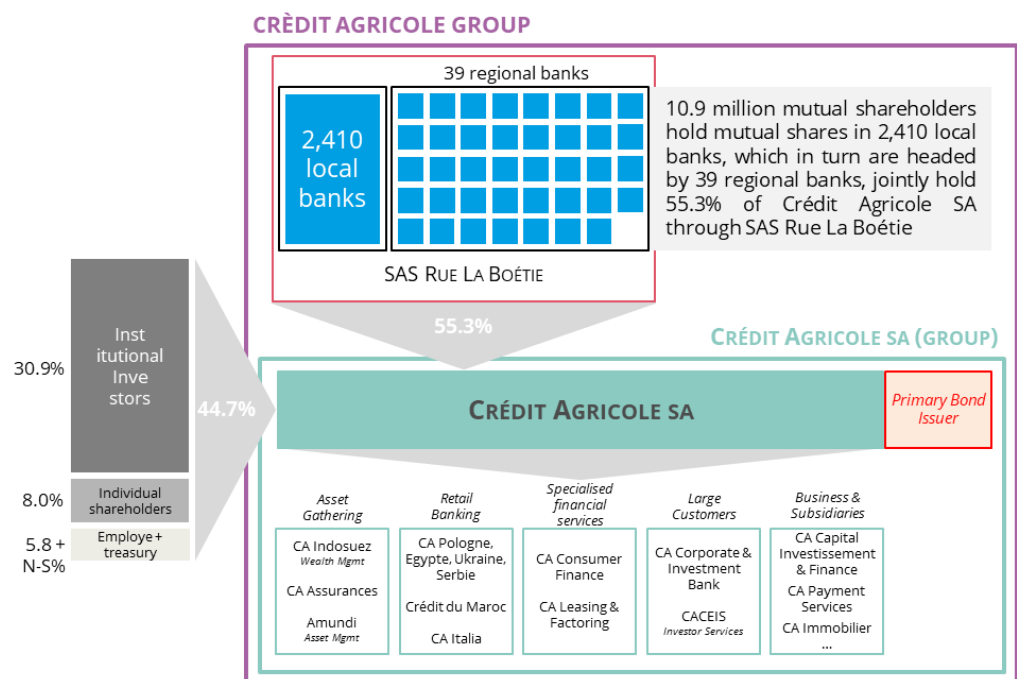 CRÈDIT AGRICOLE GROUP
39 regional banks
2,410
local
banks
10.9 million mutual shareholders
hold mutual shares in 2,410 local
banks, which in turn are headed
by 39 regional banks, jointly hold
55.3% of Crédit Agricole SA
through SAS Rue La Boétie
SAS RUE LA BOÉTIE
55.3%
Inst
itutional
Inve
stors
30.9%
44.7%
8.0%
Individual
shareholders
5.8 +
N-S%
Employe +
treasury
CRÉDIT AGRICOLE SA (GROUP)
CRÉDIT AGRICOLE SA
Primary Bond
Issuer
Asset
Gathering
CA Indosuez
Wealth Mgmt
CA Assurances
Amundi
Asset Mgmt
Retail
Banking
CA Pologne,
Egypte, Ukraine,
Serbie
Crédit du Maroc
CA Italia
Specialised
financial
services
CA Consumer
Finance
CA Leasing &
Factoring
Large
Customers
CA Corporate &
Investment
Bank
CACEIS
Investor Services
Business &
Subsidiaries
CA Capital
Investissement
& Finance
CA Payment
Services
CA Immobilier
...